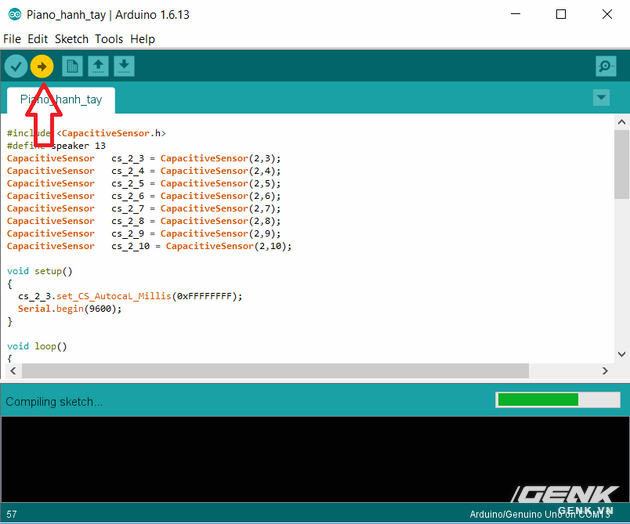 Piano_hanh_tay | Arduino 1.6.13
File Edit Sketch Tools Help
Piano_hanh_tay
#include <CapacitiveSensor.h>
#define speaker 13
CapacitiveSensor cs_2_3 = CapacitiveSensor(2,3);
CapacitiveSensor cs_2_4 = CapacitiveSensor(2,4);
CapacitiveSensor cs_2_5 = CapacitiveSensor(2,5);
CapacitiveSensor cs_2_6 = CapacitiveSensor(2,6);
CapacitiveSensor cs_2_7 = CapacitiveSensor(2,7);
CapacitiveSensor cs_2_8 = CapacitiveSensor(2,8);
CapacitiveSensor cs_2_9 = CapacitiveSensor(2,9);
CapacitiveSensor cs_2_10 = CapacitiveSensor(2,10);
void setup()
{
cs_2_3.set_CS_AutocaL_Millis(0xFFFFFFFF);
Serial.begin(9600);
}
void loop()
{
Compiling sketch...
GENK
GENK.VN
57
Arduino/Genuino Uno on COM13